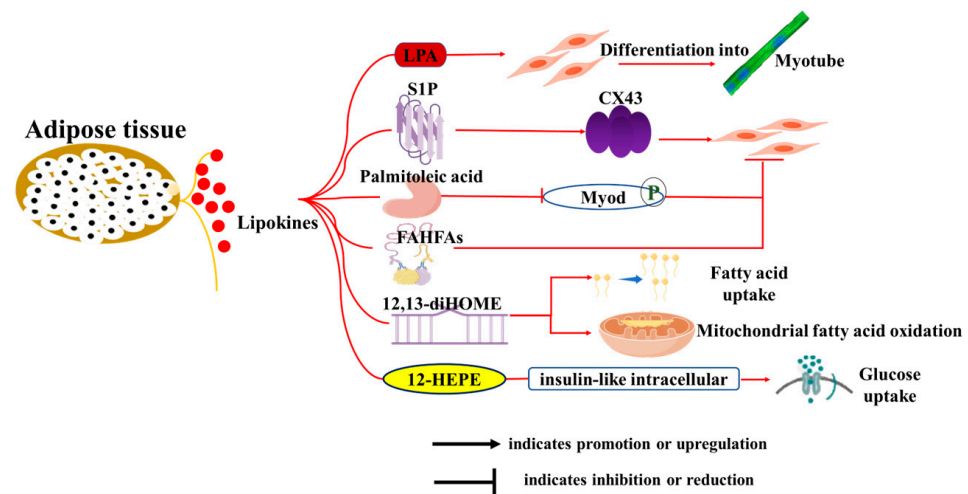 LPA
Differentiation into
Myotube
S1P
CX43
Adipose tissue
Palmitoleic acid
Myod
P
Lipokines
FAHFAs
12,13-diHOME
Fatty acid
uptake
Mitochondrial fatty acid oxidation
12-HEPE
insulin-like intracellular
Glucose
uptake
indicates promotion or upregulation
indicates inhibition or reduction